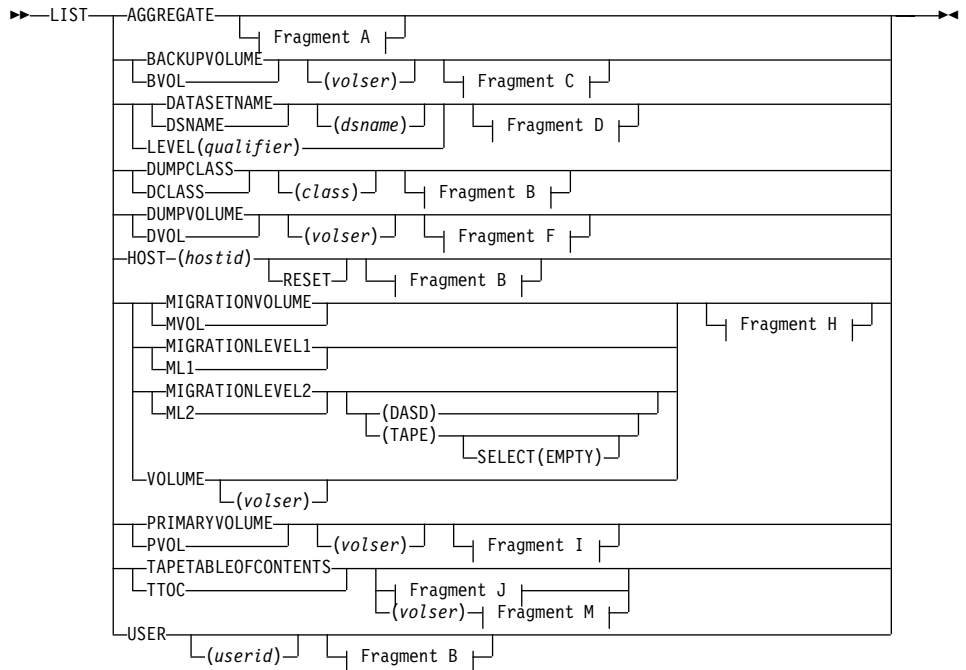 LIST AGGREGATE
Fragment A
BACKUPVOLUME
BVOL (volser) Fragment C
DATASETNAME
DSNAME (dsname) Fragment D
LEVEL(qualifier)
DUMPCLASS
DCLASS (class) Fragment B
DUMPVOLUME
DVOL (volser) Fragment F
HOST (hostid)
RESET Fragment B
MIGRATIONVOLUME
MVOL Fragment H
MIGRATIONLEVEL1
ML1
MIGRATIONLEVEL2
ML2 (DASD)
(TAPE)
SELECT(EMPTY)
VOLUME
(volser)
PRIMARYVOLUME
PVOL (volser) Fragment I
TAPETABLEOFCONTENTS
TTOC Fragment J
(volser) Fragment M
USER
(userid) Fragment B